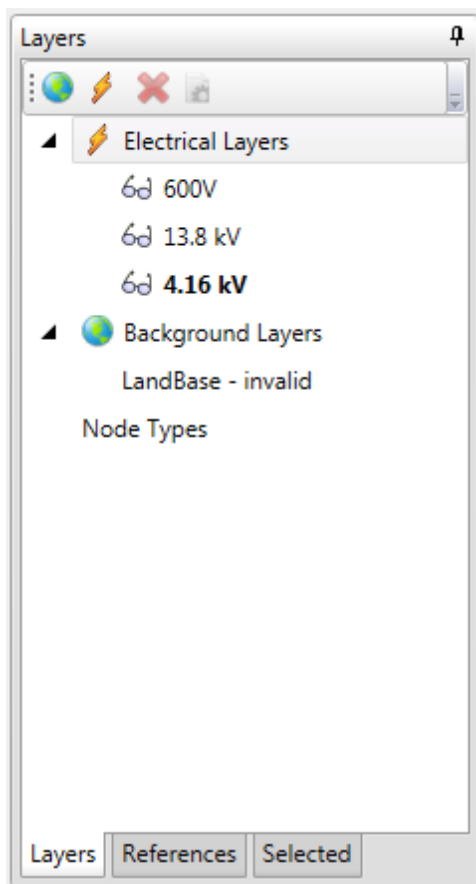 Layers
Electrical Layers
600V
13.8 kV
4.16 kV
Background Layers
LandBase - invalid
Node Types
Layers References Selected